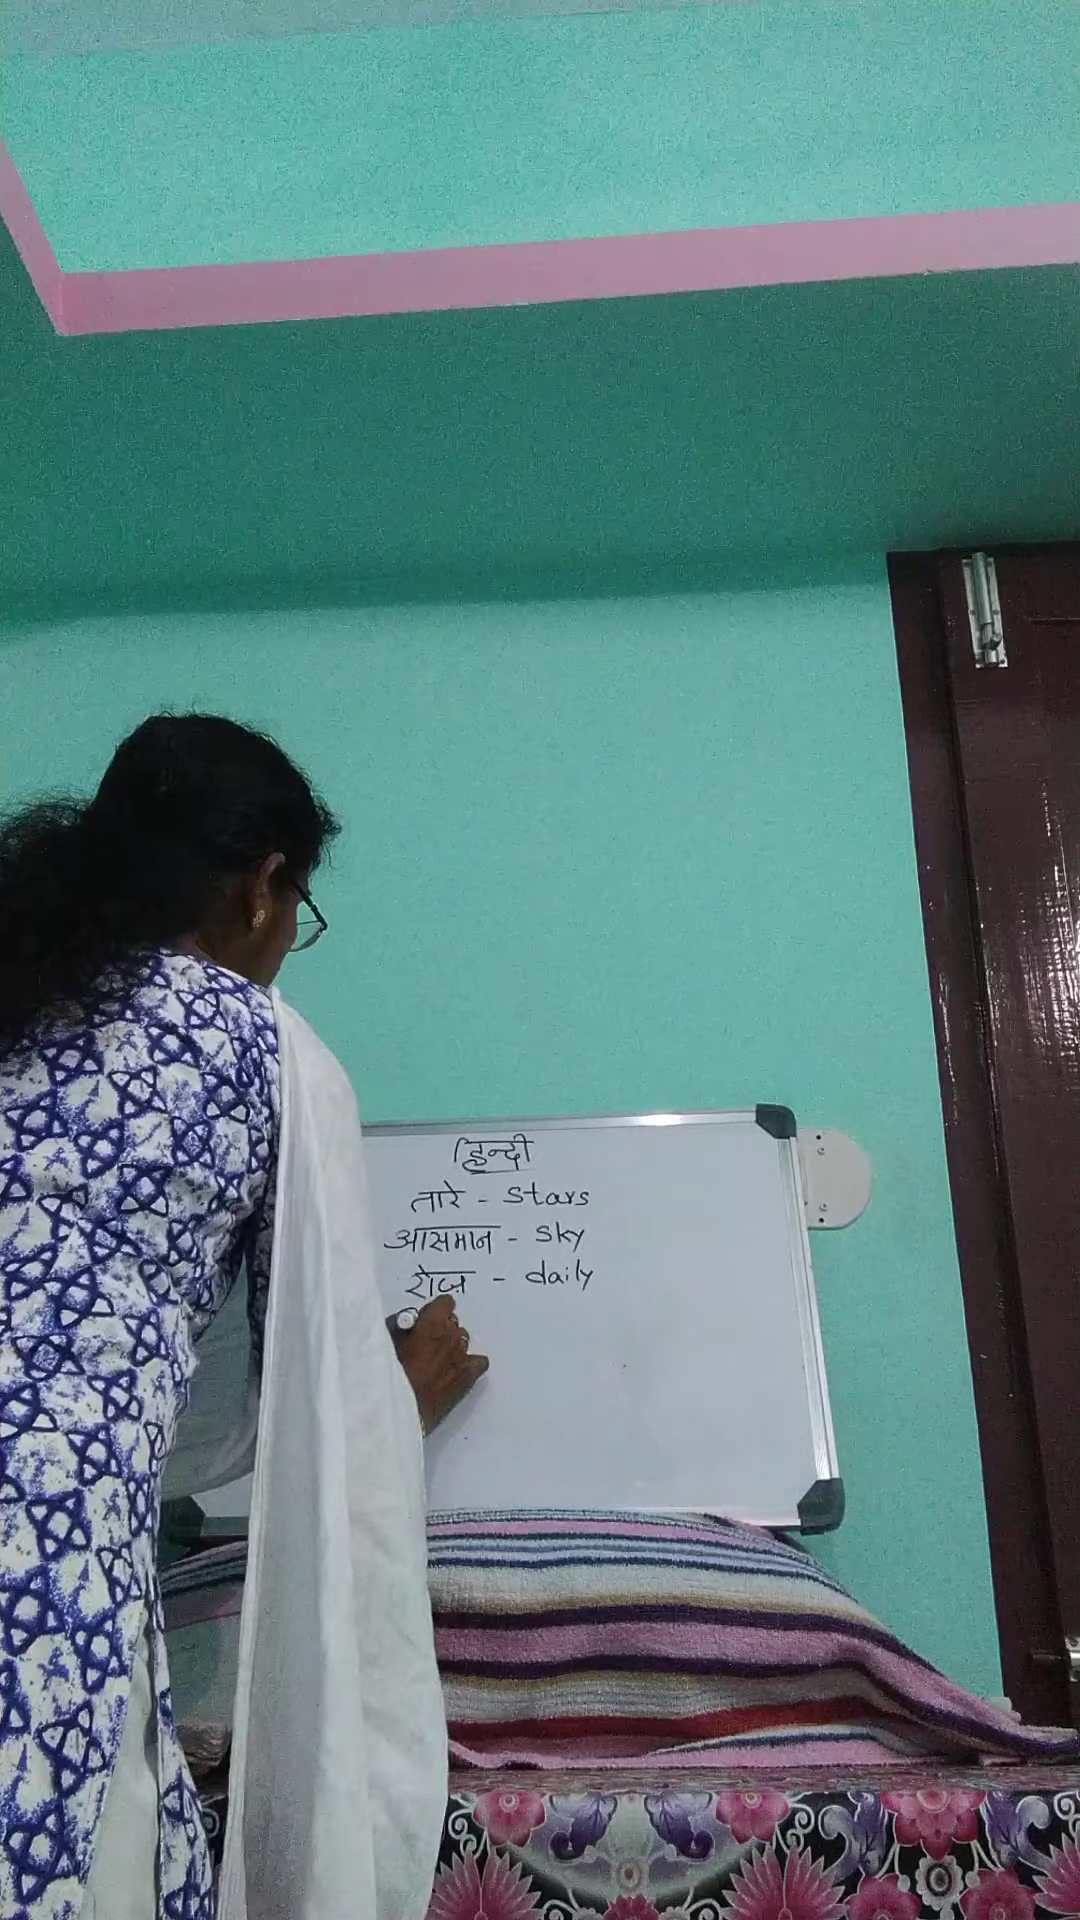 हिन्दी
तारे - stars
आसमान - sky
रोज़ - daily